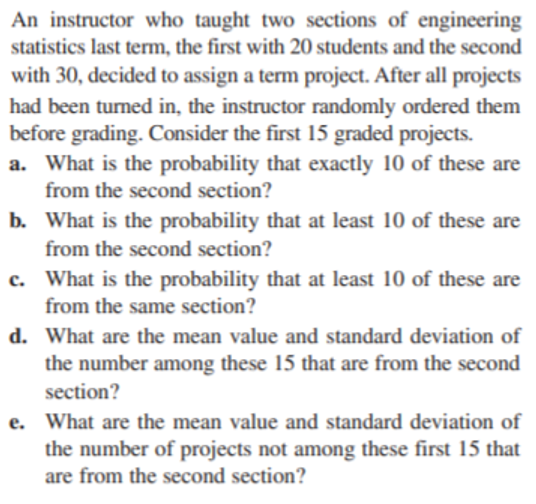 An instructor who taught two sections of engineering
statistics last term, the first with 20 students and the second
with 30, decided to assign a term project. After all projects
had been turned in, the instructor randomly ordered them
before grading. Consider the first 15 graded projects.
a. What is the probability that exactly 10 of these are
from the second section?
b. What is the probability that at least 10 of these are
from the second section?
c. What is the probability that at least 10 of these are
from the same section?
d. What are the mean value and standard deviation of
the number among these 15 that are from the second
section?
e. What are the mean value and standard deviation of
the number of projects not among these first 15 that
are from the second section?